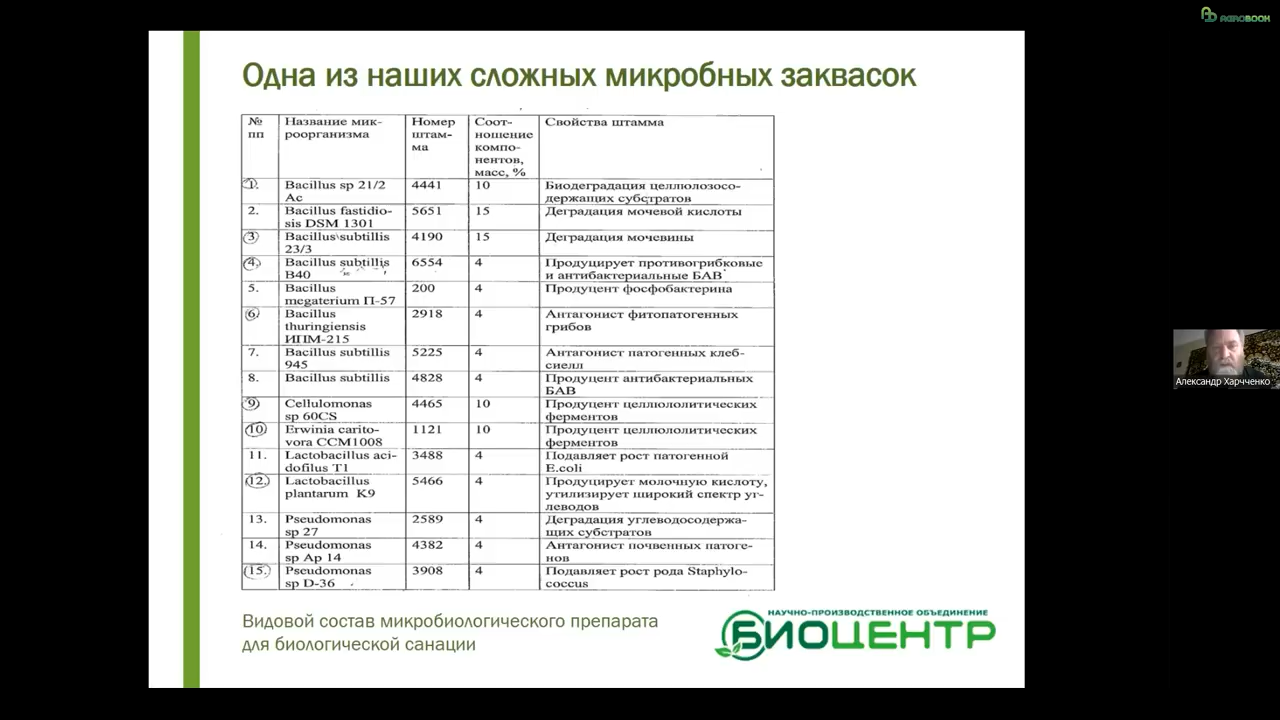 AGROBOOK
Одна из наших сложных микробных заквасок
№ пп Название мик-роорганизма Номер штам-ма Соот-ношение компо-нентов, масс, % Свойства штамма
1. Bacillus sp 21/2 Ac 4441 10 Биодеградация целлюлозосо-держащих субстратов
2. Bacillus fastidio-sis DSM 1301 5651 15 Деградация мочевой кислоты
3 Bacillus subtillis 23/3 4190 15 Деградация мочевины
4. Bacillus subtillis B40 6554 4 Продуцирует противогрибковые и антибактериальные БАВ
5. Bacillus megaterium П-57 200 4 Продуцент фосфобактерина
6. Bacillus thuringiensis ИПМ-215 2918 4 Антагонист фитопатогенных грибов
7. Bacillus subtillis 945 5225 4 Антагонист патогенных клеб-сиелл
8. Bacillus subtillis 4828 4 Продуцент антибактериальных БАВ
9 Cellulomonas sp 60CS 4465 10 Продуцент целлюлолитических ферментов
10. Erwinia carito-vora CCM1008 1121 10 Продуцент целлюлолитических ферментов
11. Lactobacillus aci-dofilus T1 3488 4 Подавляет рост патогенной E.coli
12. Lactobacillus plantarum K9 5466 4 Продуцирует молочную кислоту, утилизирует широкий спектр уг-леводов
13. Pseudomonas sp 27 2589 4 Деградация углеводосодержа-щих субстратов
14. Pseudomonas sp Ap 14 4382 4 Антагонист почвенных патоге-нов
15. Pseudomonas sp D-36 3908 4 Подавляет рост рода Staphylo-coccus
Видовой состав микробиологического препарата
для биологической санации
НАУЧНО-ПРОИЗВОДСТВЕННОЕ ОБЪЕДИНЕНИЕ
БИОЦЕНТР
Александр Харченко